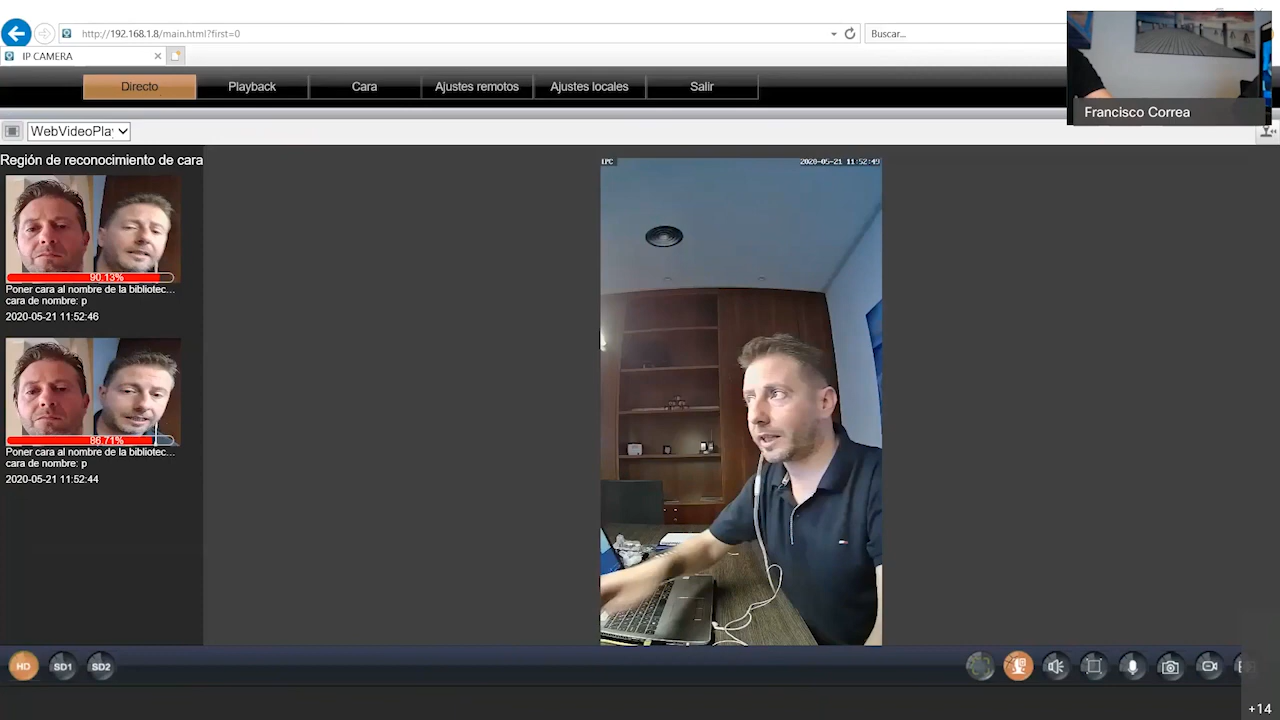 http://192.168.1.8/main.html?first=0
Buscar...
IP CAMERA
Directo
Playback
Cara
Ajustes remotos
Ajustes locales
Salir
Francisco Correa
WebVideoPla
Región de reconocimiento de cara
IPC
2020-05-21 11:52:49
90.13%
Poner cara al nombre de la bibliotec...
cara de nombre: p
2020-05-21 11:52:46
86.71%
Poner cara al nombre de la bibliotec...
cara de nombre: p
2020-05-21 11:52:44
HD
SD1
SD2
+14